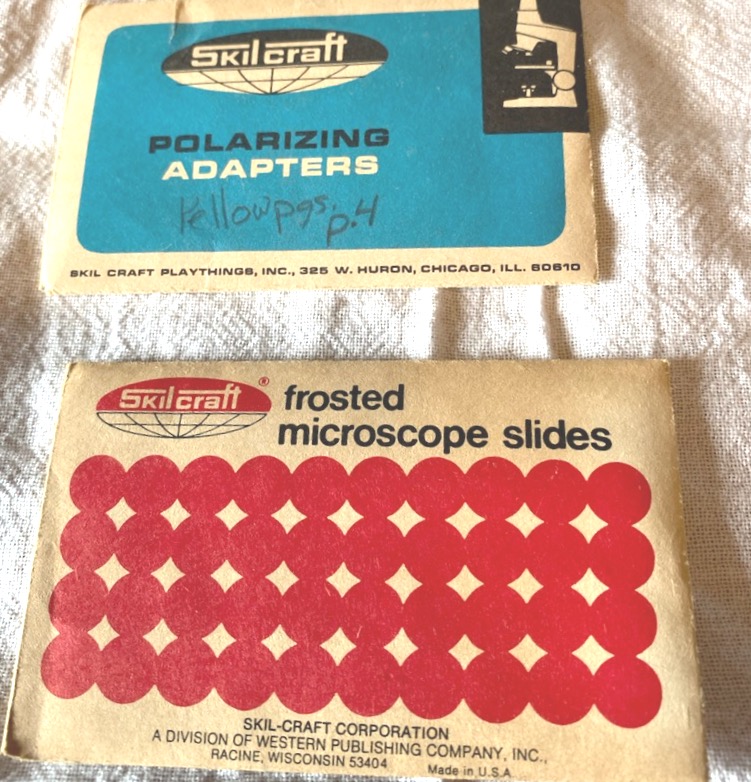 Skilcraft
POLARIZING
ADAPTERS
Yellow pgs.
p.4
SKIL CRAFT PLAYTHINGS, INC., 325 W. HURON, CHICAGO, ILL. 60610
Skilcraft ®
frosted
microscope slides
SKIL-CRAFT CORPORATION
A DIVISION OF WESTERN PUBLISHING COMPANY, INC.,
RACINE, WISCONSIN 53404
Made in U.S.A